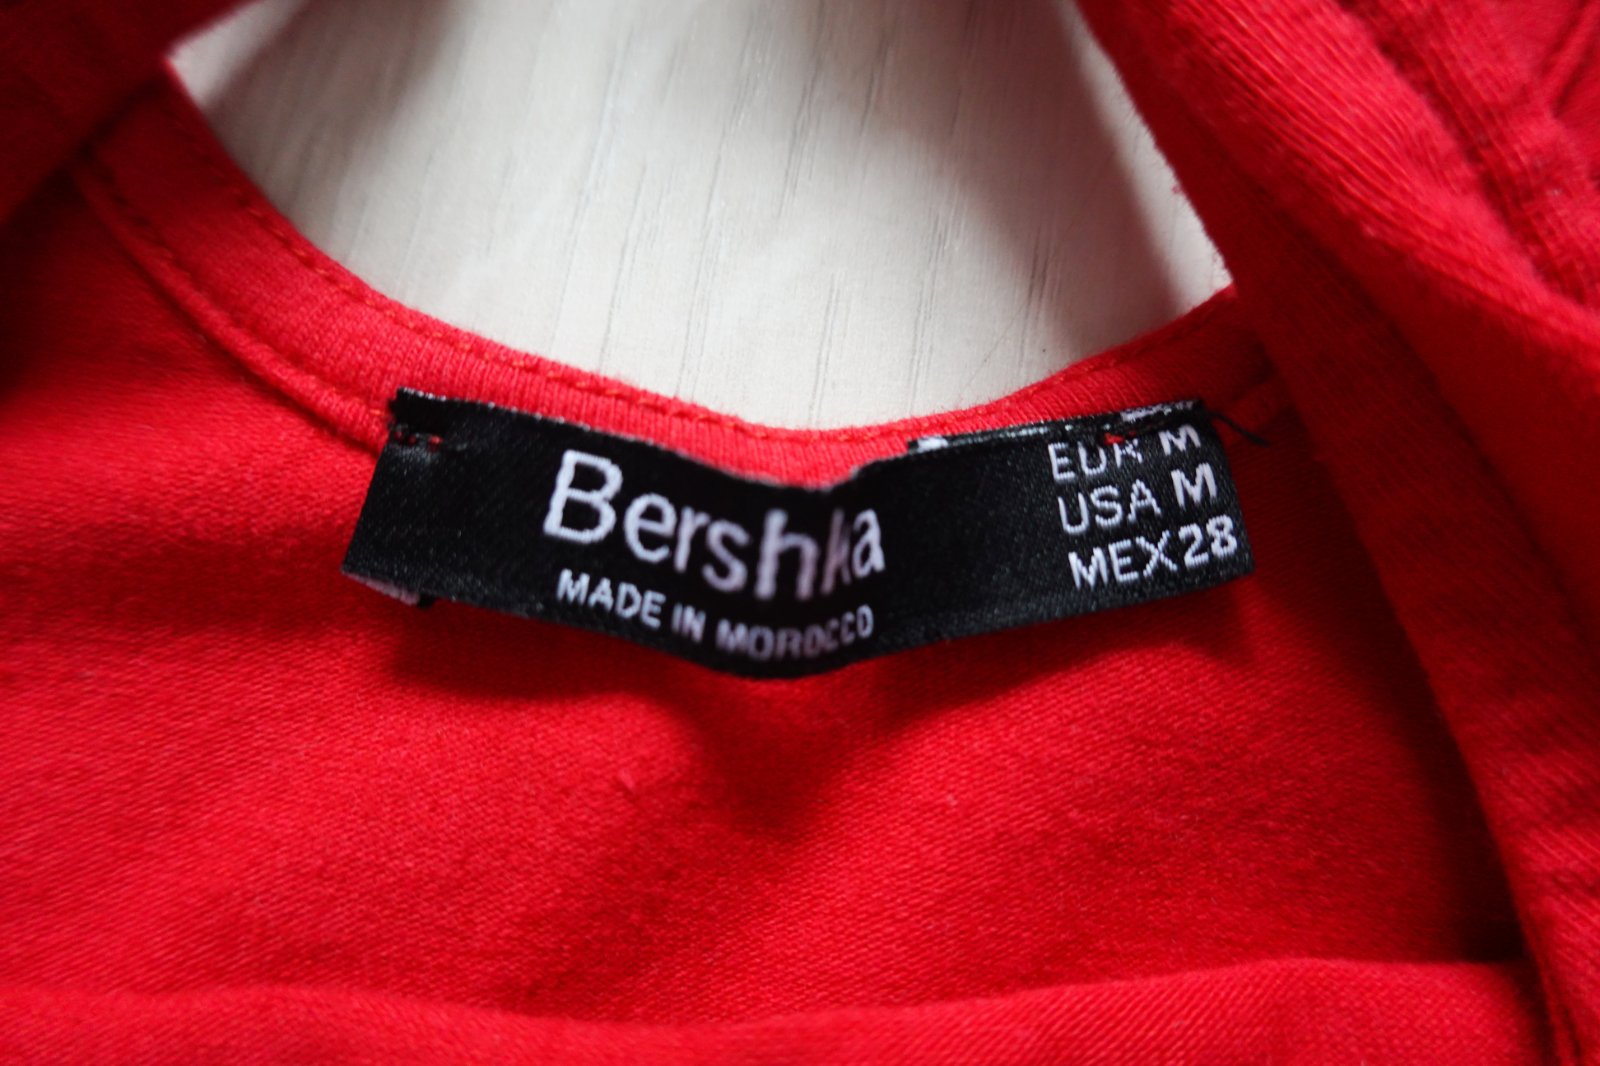 Bershka
MADE IN MOROCCO
EUR M
USA M
MEX 28